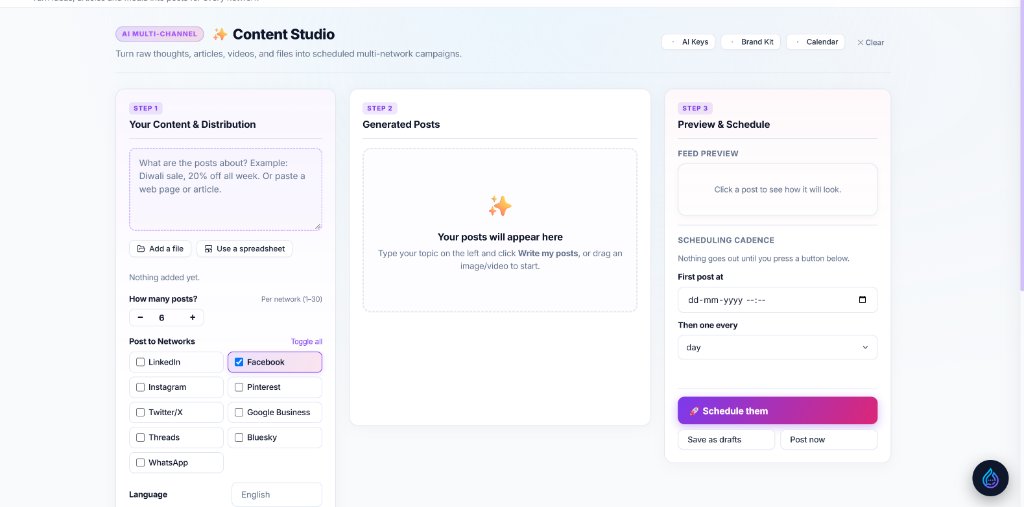 AI MULTI-CHANNEL
✨ Content Studio
Turn raw thoughts, articles, videos, and files into scheduled multi-network campaigns.
AI Keys
Brand Kit
Calendar
✕ Clear
STEP 1
Your Content & Distribution
What are the posts about? Example:
Diwali sale, 20% off all week. Or paste a
web page or article.
Add a file
Use a spreadsheet
Nothing added yet.
How many posts?
Per network (1–30)
− 6 +
Post to Networks
Toggle all
LinkedIn
Facebook
Instagram
Pinterest
Twitter/X
Google Business
Threads
Bluesky
WhatsApp
Language
English
STEP 2
Generated Posts
Your posts will appear here
Type your topic on the left and click Write my posts, or drag an
image/video to start.
STEP 3
Preview & Schedule
FEED PREVIEW
Click a post to see how it will look.
SCHEDULING CADENCE
Nothing goes out until you press a button below.
First post at
dd-mm-yyyy --:--
Then one every
day
🚀 Schedule them
Save as drafts
Post now